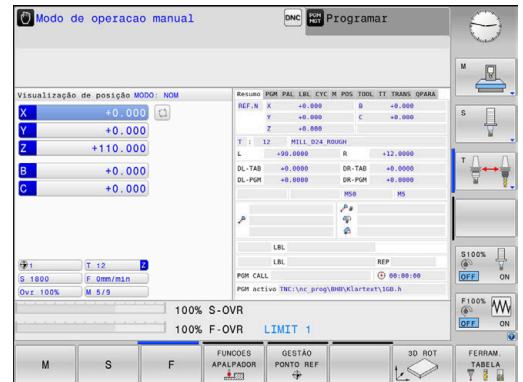 Modo de operacao manual
DNC
PGM MGT
Programar
Visualização de posição MODO: NOM
X +0.000
Y +0.000
Z +110.000
B +0.000
C +0.000
1
T 12 Z
S 1800 F 0mm/min
Ovr 100% M 5/9
Resumo PGM PAL LBL CYC M POS TOOL TT TRANS QPARA
REF.N X +0.000 B +0.000
Y +0.000 C +0.000
Z +0.000
T : 12 MILL_D24_ROUGH
L +90.0000 R +12.0000
DL-TAB +0.0000 DR-TAB +0.0000
DL-PGM +0.0000 DR-PGM +0.0000
M50 M5
LBL
LBL REP
PGM CALL 00:00:00
PGM activo TNC:\nc_prog\BHB\Klartext\1GB.h
100% S-OVR
100% F-OVR LIMIT 1
M
S
T
S100%
OFF ON
F100% VVR
OFF ON
M
S
F
FUNCOES APALPADOR
GESTÃO PONTO REF
3D ROT
FERRAM. TABELA